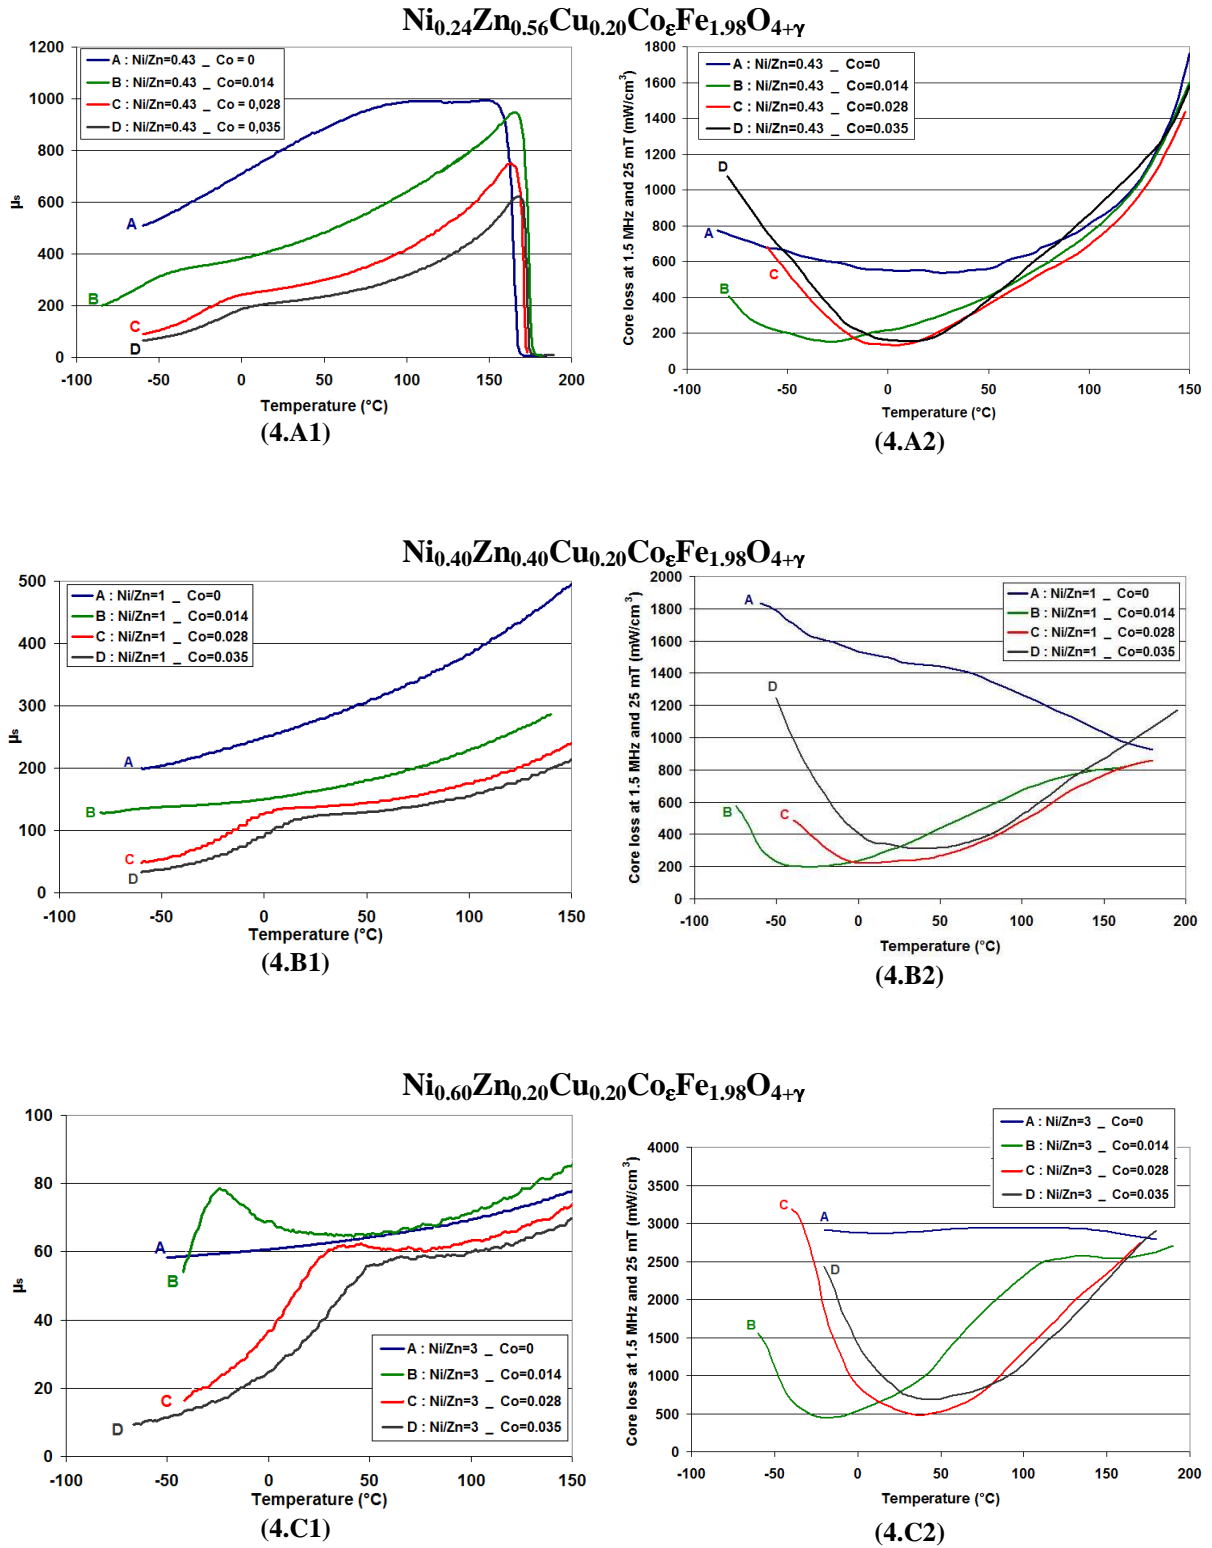 Ni0.24Zn0.56Cu0.20CoεFe1.98O4+γ
A : Ni/Zn=0.43 _ Co = 0
B : Ni/Zn=0.43 _ Co=0.014
C : Ni/Zn=0.43 _ Co = 0,028
D : Ni/Zn=0.43 _ Co = 0,035
1200
1000
800
600
400
200
0
µs
A
B
C
D
-100 -50 0 50 100 150 200
Temperature (°C)
(4.A1)
A : Ni/Zn=0.43 _ Co=0
B : Ni/Zn=0.43 _ Co=0.014
C : Ni/Zn=0.43 _ Co=0.028
D : Ni/Zn=0.43 _ Co=0.035
1800
1600
1400
1200
1000
800
600
400
200
0
Core loss at 1.5 MHz and 25 mT (mW/cm3)
D
A
C
B
-100 -50 0 50 100 150
Temperature (°C)
(4.A2)
Ni0.40Zn0.40Cu0.20CoεFe1.98O4+γ
A : Ni/Zn=1 _ Co=0
B : Ni/Zn=1 _ Co=0.014
C : Ni/Zn=1 _ Co=0.028
D : Ni/Zn=1 _ Co=0.035
500
400
300
200
100
0
µs
A
B
C
D
-100 -50 0 50 100 150
Temperature (°C)
(4.B1)
A : Ni/Zn=1 _ Co=0
B : Ni/Zn=1 _ Co=0.014
C : Ni/Zn=1 _ Co=0.028
D : Ni/Zn=1 _ Co=0.035
2000
1800
1600
1400
1200
1000
800
600
400
200
0
Core loss at 1.5 MHz and 25 mT (mW/cm3)
A
D
B
C
-100 -50 0 50 100 150 200
Temperature (°C)
(4.B2)
Ni0.60Zn0.20Cu0.20CoεFe1.98O4+γ
100
80
60
40
20
0
µs
A
B
C
D
A : Ni/Zn=3 _ Co=0
B : Ni/Zn=3 _ Co=0.014
C : Ni/Zn=3 _ Co=0.028
D : Ni/Zn=3 _ Co=0.035
-100 -50 0 50 100 150
Temperature (°C)
(4.C1)
A : Ni/Zn=3 _ Co=0
B : Ni/Zn=3 _ Co=0.014
C : Ni/Zn=3 _ Co=0.028
D : Ni/Zn=3 _ Co=0.035
4000
3500
3000
2500
2000
1500
1000
500
0
Core loss at 1.5 MHz and 25 mT (mW/cm3)
C
A
D
B
-100 -50 0 50 100 150 200
Temperature (°C)
(4.C2)